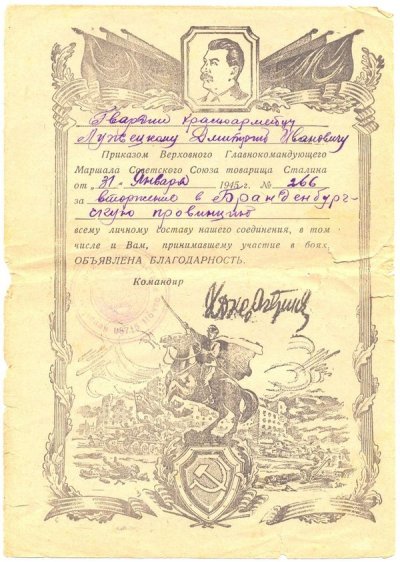 Гвардии красноармейцу
Лужецкому Дмитрию Ивановичу
Приказом Верховного Главнокомандующего
Маршала Советского Союза товарища Сталина
от „31" Января 1945 г. № 266
за вторжение в Бранденбург-
скую провинцию
всему личному составу нашего соединения, в том
числе и Вам, принимавшему участие в боях,
ОБЪЯВЛЕНА БЛАГОДАРНОСТЬ.
Командир